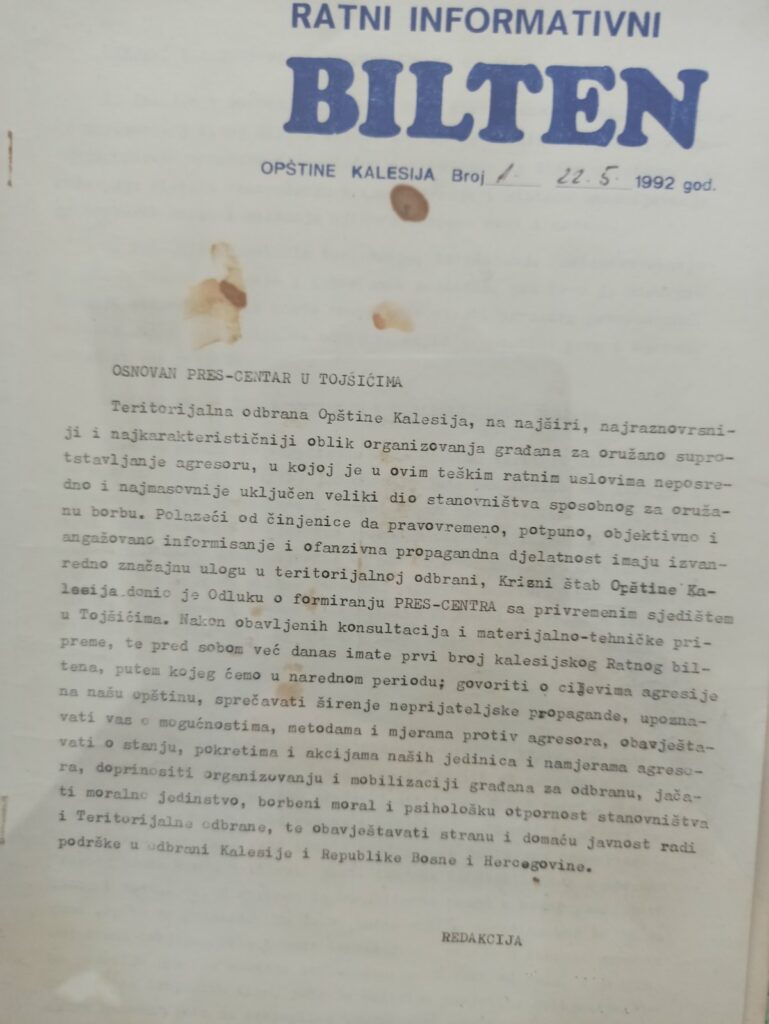 RATNI INFORMATIVNI
BILTEN
OPŠTINE KALESIJA Broj 1. 22.5. 1992 god.
OSNOVAN PRES-CENTAR U TOJŠIĆIMA
Teritorijalna odbrana Opštine Kalesija, na najširi, najraznovrsni-
ji i najkarakterističniji oblik organizovanja građana za oružano supro-
tstavljanje agresoru, u kojoj je u ovim teškim ratnim uslovima neposre-
dno i najmasovnije uključen veliki dio stanovništva sposobnog za oruža-
nu borbu. Polazeći od činjenice da pravovremeno, potpuno, objektivno i
angažovano informisanje i ofanzivna propagandna djelatnost imaju izvan-
redno značajnu ulogu u teritorijalnoj odbrani, Krizni štab Opštine Ka-
lesija donio je Odluku o formiranju PRES-CENTRA sa privremenim sjedištem
u Tojšićima. Nakon obavljenih konsultacija i materijalno-tehničke pri-
preme, te pred sobom već danas imate prvi broj kalesijskog Ratnog bil-
tena, putem kojeg ćemo u narednom periodu; govoriti o ciljevima agresije
na našu opštinu, sprečavati širenje neprijateljske propagande, upozna-
vati vas o mogućnostima, metodama i mjerama protiv agresora, obavješta-
vati o stanju, pokretima i akcijama naših jedinica i namjerama agreso-
ra, doprinositi organizovanju i mobilizaciji građana za odbranu, jača-
ti moralno jedinstvo, borbeni moral i psihološku otpornost stanovništva
i Teritorijalne odbrane, te obavještavati stranu i domaću javnost radi
podrške u odbrani Kalesije i Republike Bosne i Hercegovine.
REDAKCIJA